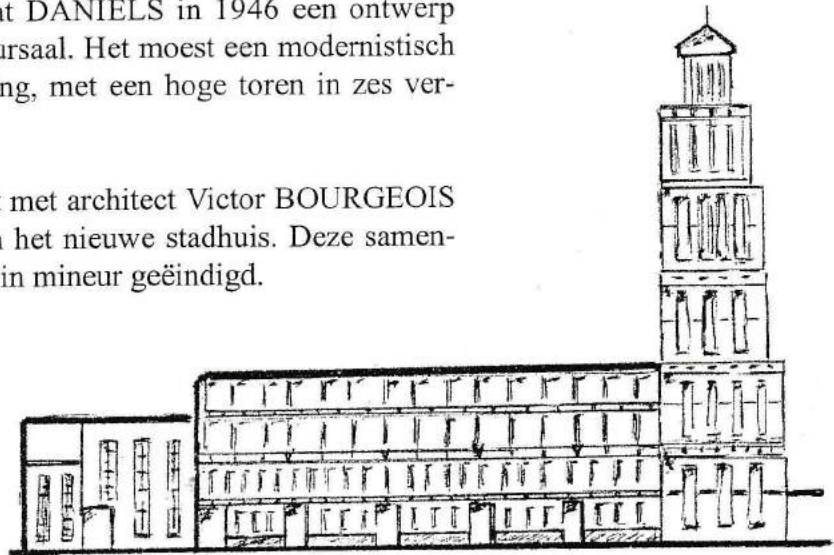 at DANIELS in 1946 een ontwerp
ursaal. Het moest een modernistisch
ng, met een hoge toren in zes ver-
met architect Victor BOURGEOIS
het nieuwe stadhuis. Deze samen-
in mineur geëindigd.